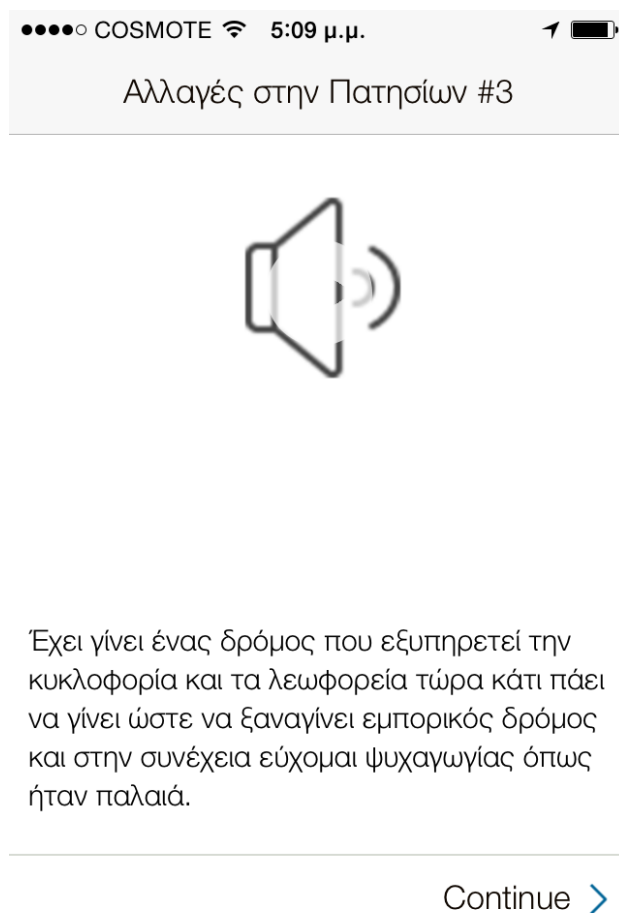 COSMOTE 5:09 μ.μ.
Αλλαγές στην Πατησίων #3
Έχει γίνει ένας δρόμος που εξυπηρετεί την
κυκλοφορία και τα λεωφορεία τώρα κάτι πάει
να γίνει ώστε να ξαναγίνει εμπορικός δρόμος
και στην συνέχεια εύχομαι ψυχαγωγίας όπως
ήταν παλαιά.
Continue